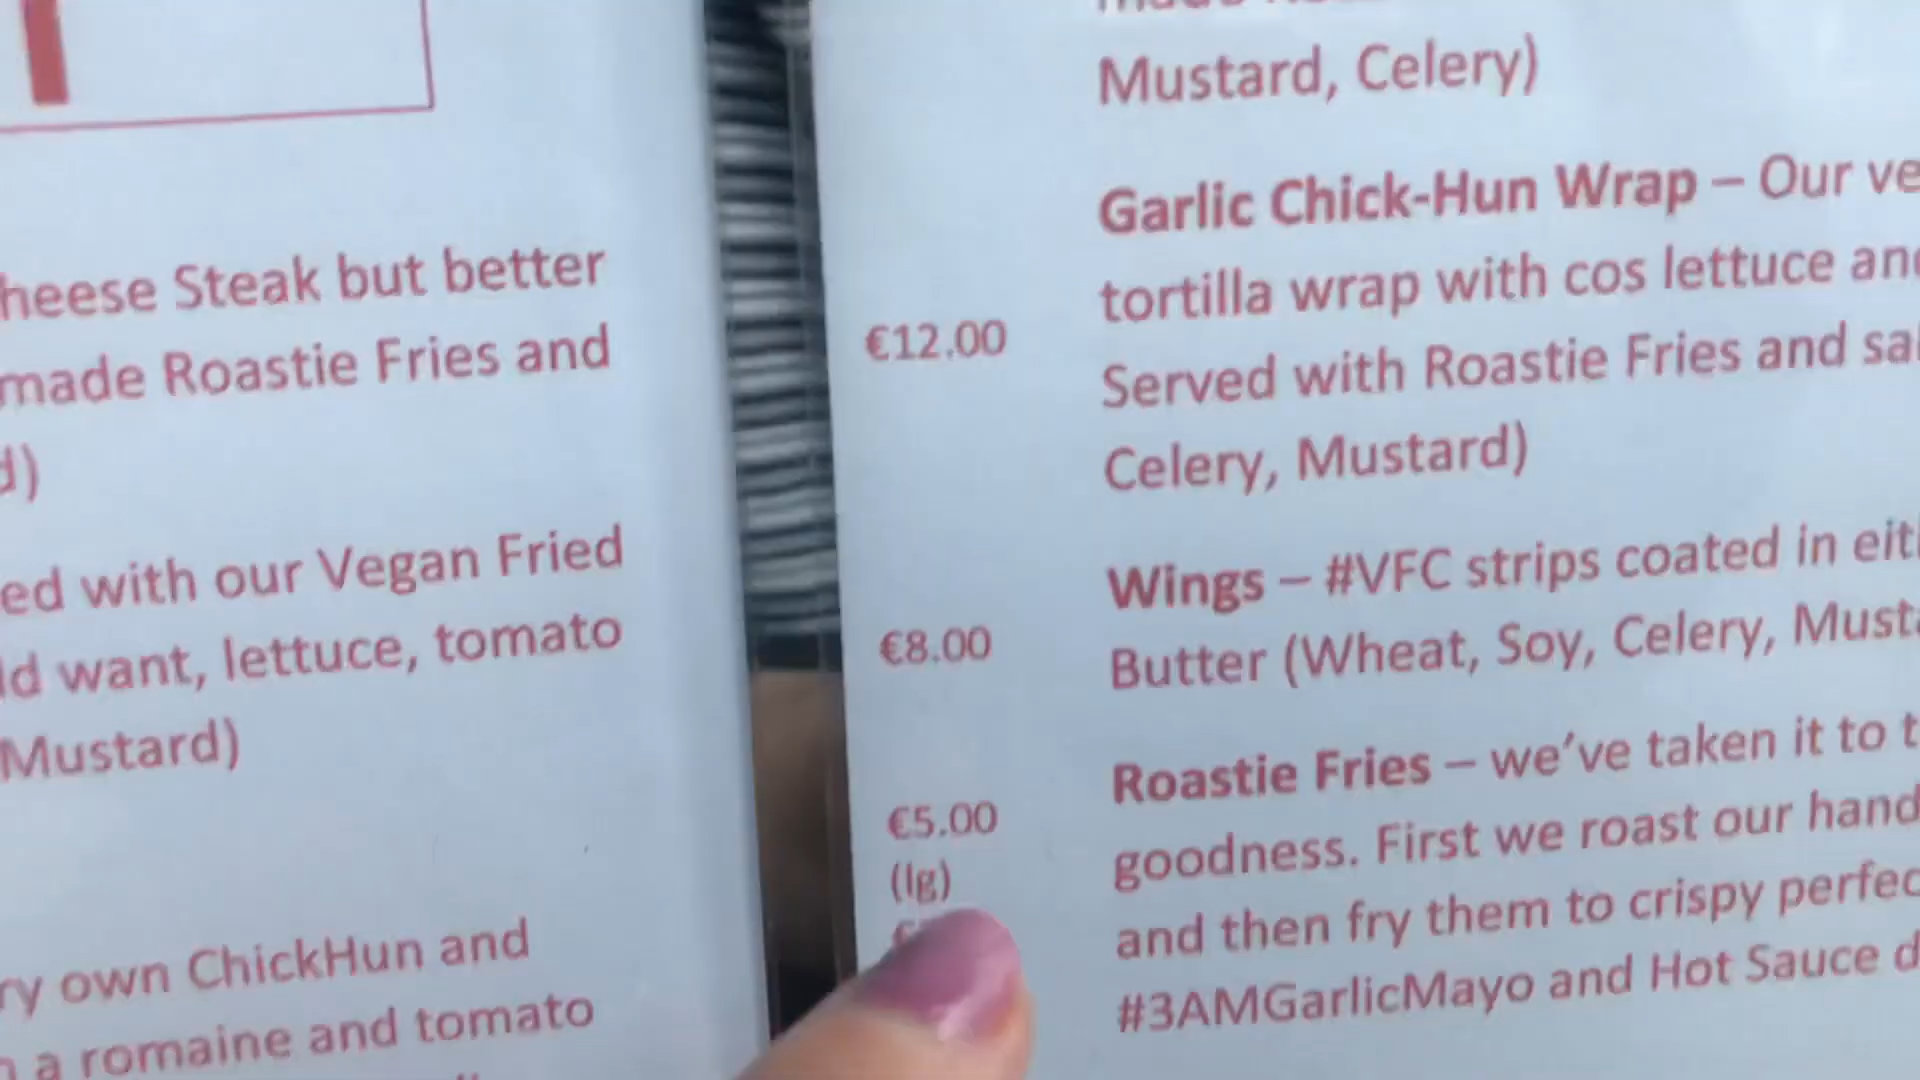 heese Steak but better
made Roastie Fries and
d)
ed with our Vegan Fried
ld want, lettuce, tomato
Mustard)
ry own ChickHun and
a romaine and tomato
€12.00
€8.00
€5.00
(lg)
Mustard, Celery)
Garlic Chick-Hun Wrap – Our ve
tortilla wrap with cos lettuce and
Served with Roastie Fries and sal
Celery, Mustard)
Wings – #VFC strips coated in eit
Butter (Wheat, Soy, Celery, Musta
Roastie Fries – we’ve taken it to t
goodness. First we roast our hand
and then fry them to crispy perfec
#3AMGarlicMayo and Hot Sauce d